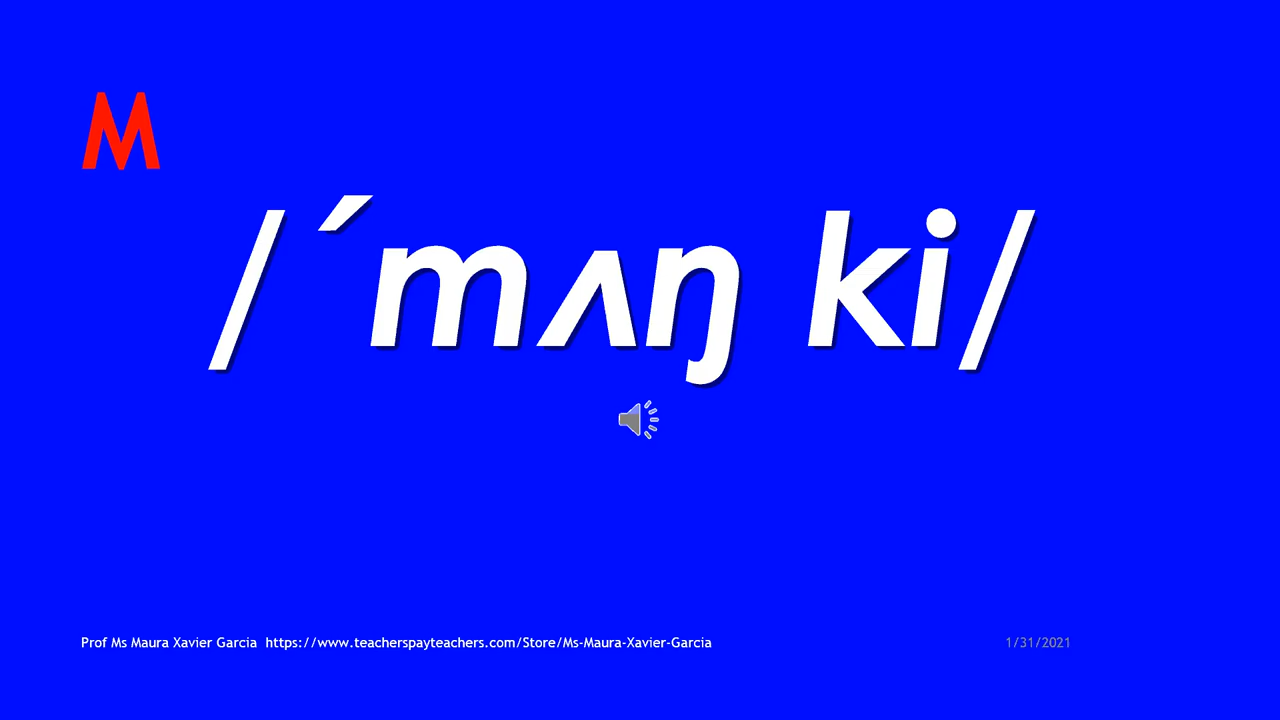 M
/´mʌŋ ki/
Prof Ms Maura Xavier Garcia https://www.teacherspayteachers.com/Store/Ms-Maura-Xavier-Garcia 1/31/2021